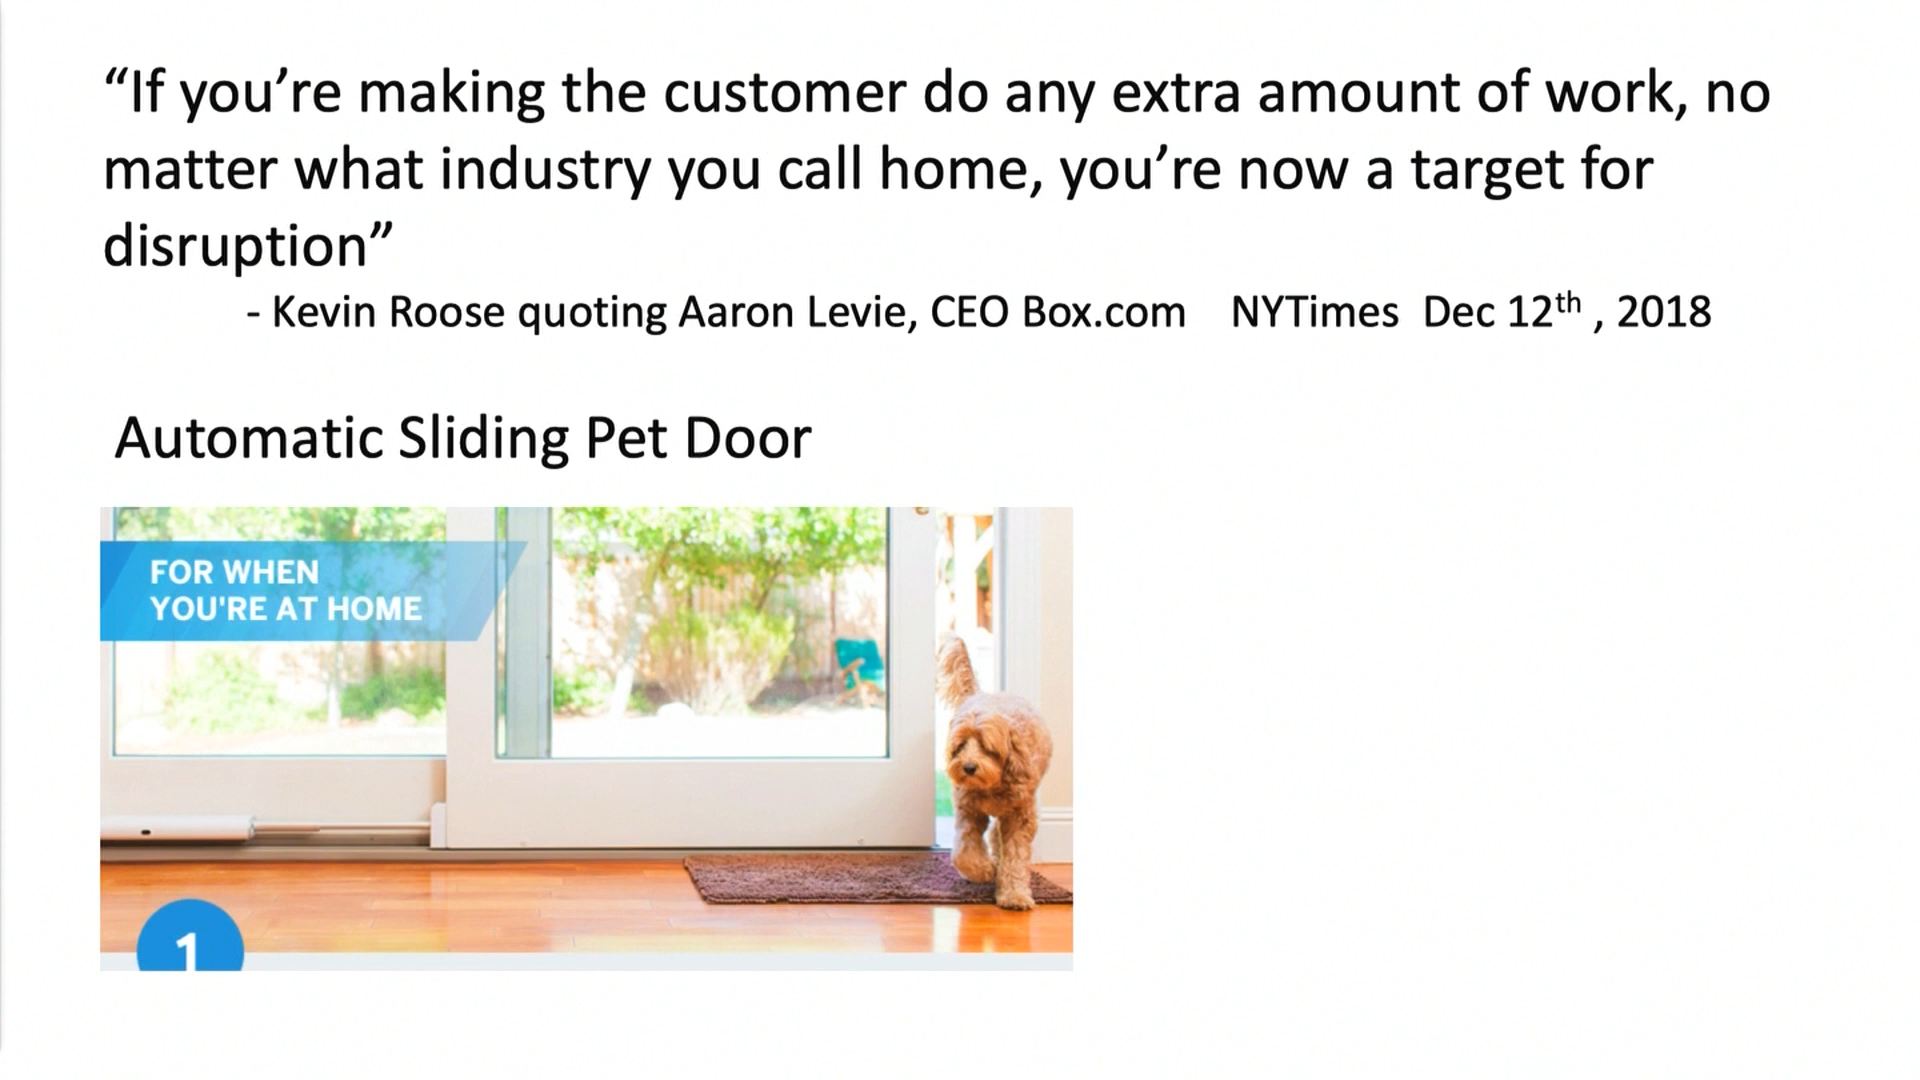 “If you’re making the customer do any extra amount of work, no
matter what industry you call home, you’re now a target for
disruption”
- Kevin Roose quoting Aaron Levie, CEO Box.com NYTimes Dec 12th , 2018
Automatic Sliding Pet Door
FOR WHEN
YOU'RE AT HOME
1